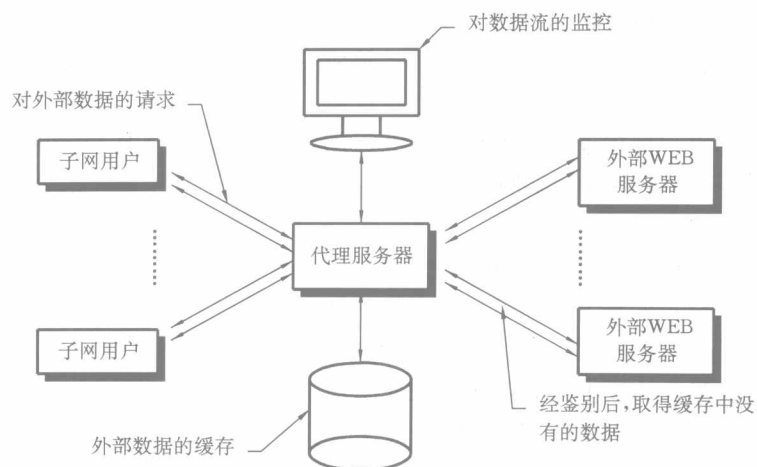 对数据流的监控
对外部数据的请求
子网用户
外部WEB
服务器
代理服务器
子网用户
外部WEB
服务器
经鉴别后,取得缓存中没
有的数据
外部数据的缓存